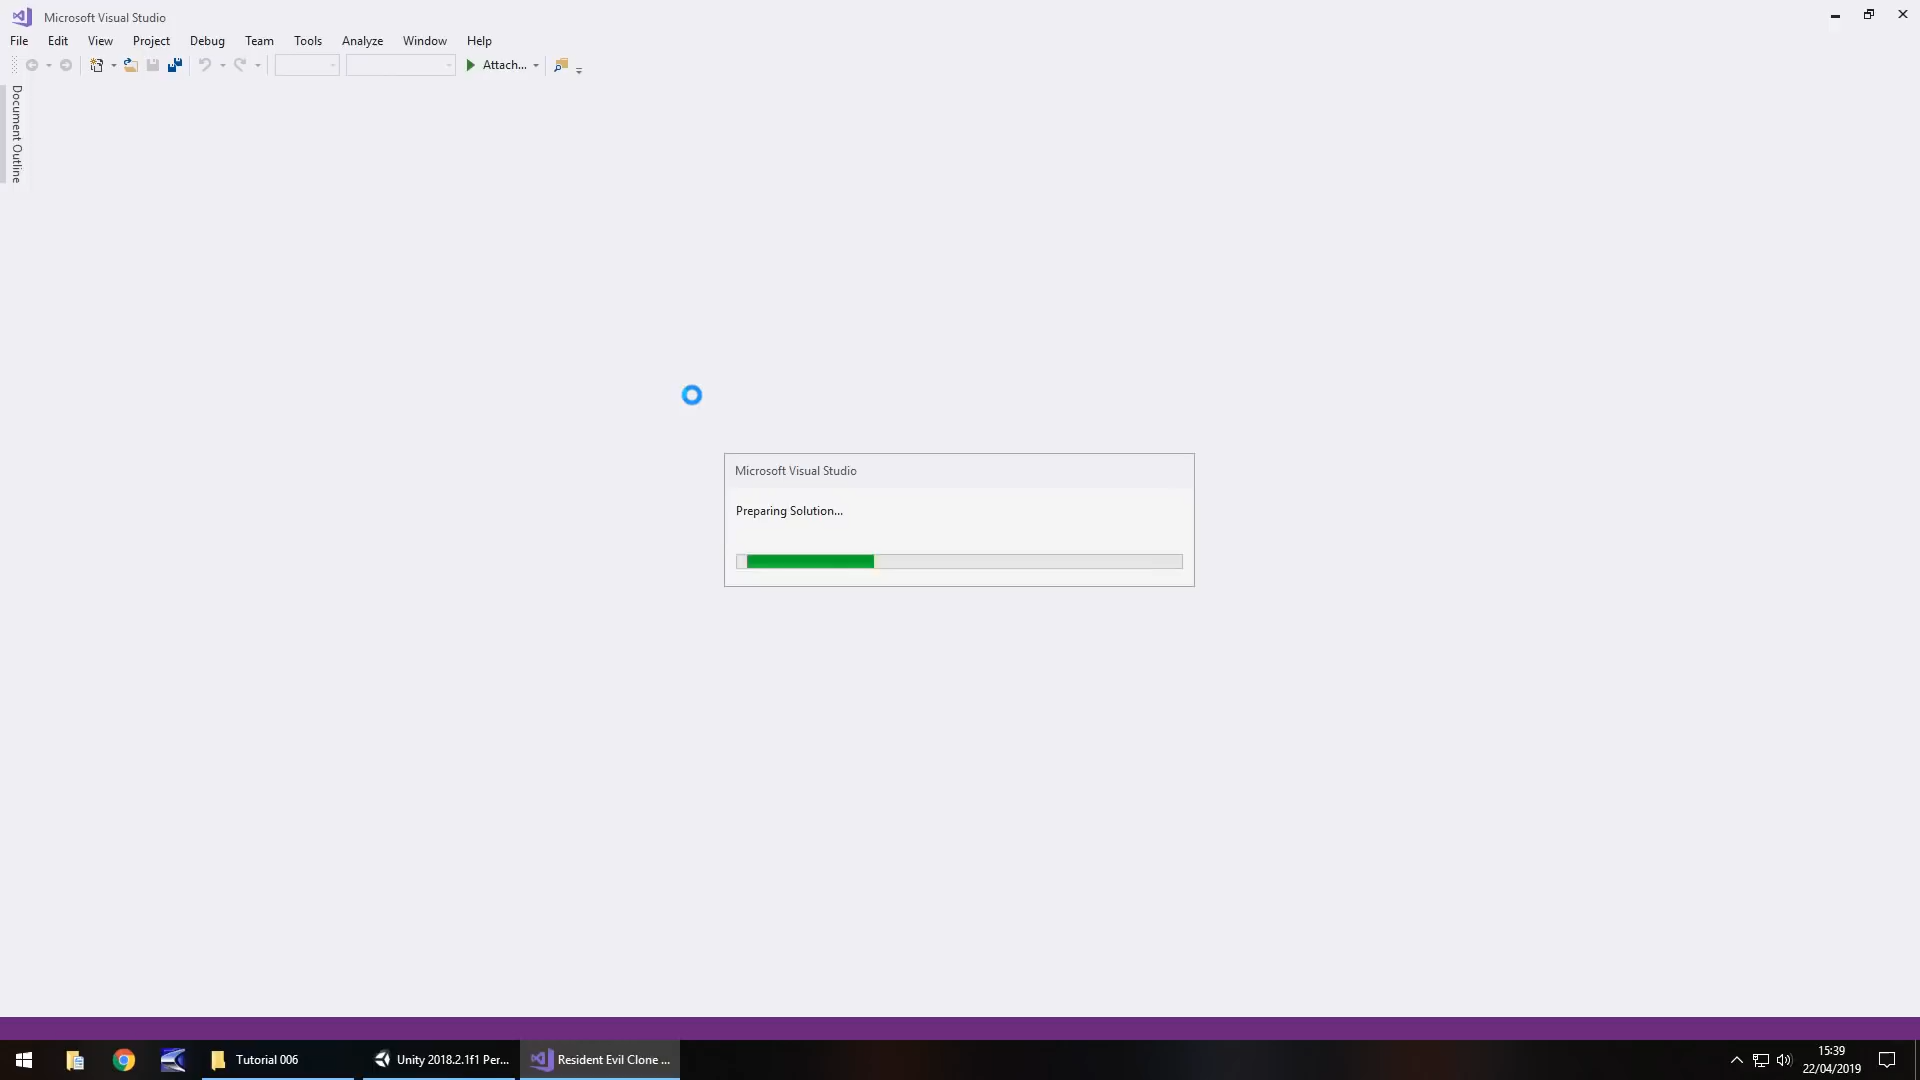 Microsoft Visual Studio
File Edit View Project Debug Team Tools Analyze Window Help
Attach...
Document Outline
Microsoft Visual Studio
Preparing Solution...
Tutorial 006
Unity 2018.2.1f1 Per...
Resident Evil Clone ...
15:39
22/04/2019